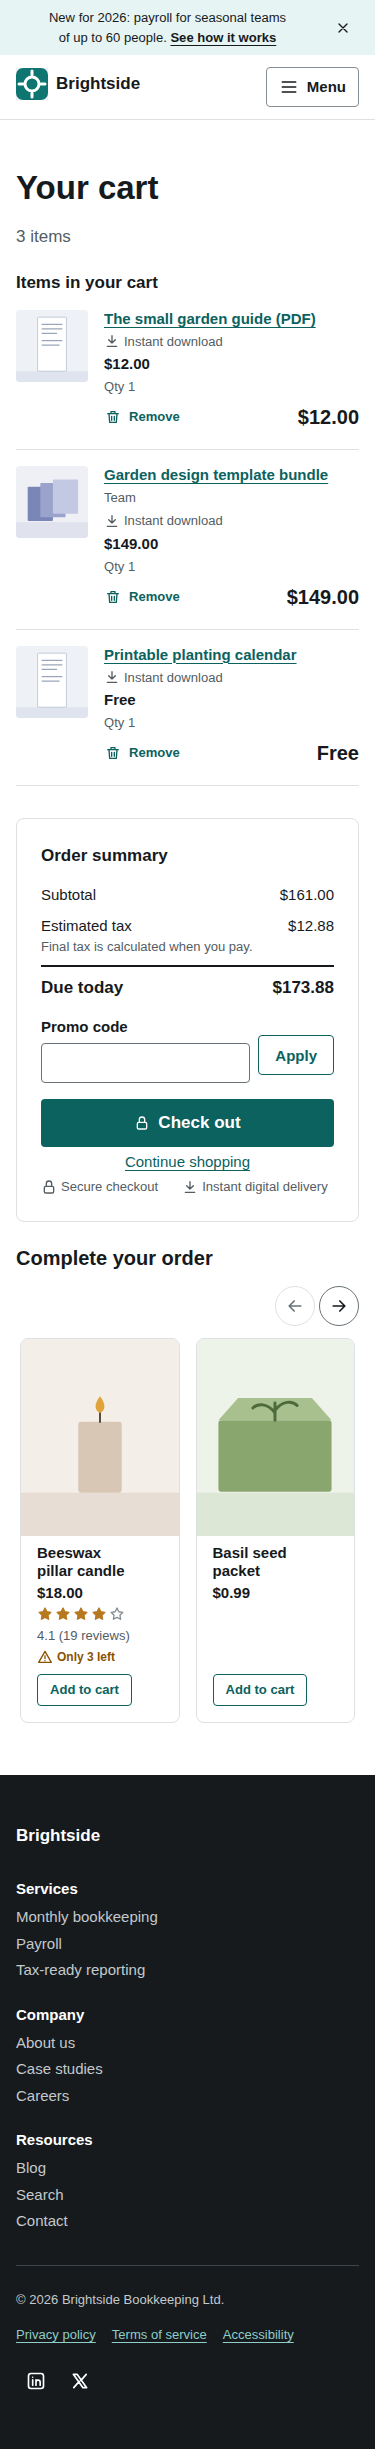 New for 2026: payroll for seasonal teams
of up to 60 people. See how it works
Brightside
Menu
Your cart
3 items
Items in your cart
The small garden guide (PDF)
Instant download
$12.00
Qty 1
Remove
$12.00
Garden design template bundle
Team
Instant download
$149.00
Qty 1
Remove
$149.00
Printable planting calendar
Instant download
Free
Qty 1
Remove
Free
Order summary
Subtotal
$161.00
Estimated tax
$12.88
Final tax is calculated when you pay.
Due today
$173.88
Promo code
Apply
Check out
Continue shopping
Secure checkout
Instant digital delivery
Complete your order
Beeswax
pillar candle
$18.00
4.1 (19 reviews)
Only 3 left
Add to cart
Basil seed
packet
$0.99
Add to cart
Brightside
Services
Monthly bookkeeping
Payroll
Tax-ready reporting
Company
About us
Case studies
Careers
Resources
Blog
Search
Contact
© 2026 Brightside Bookkeeping Ltd.
Privacy policy
Terms of service
Accessibility